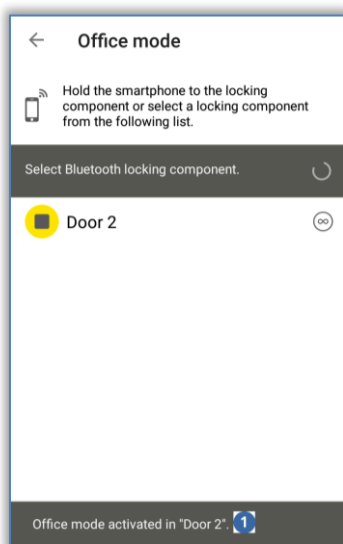 Office mode
Hold the smartphone to the locking
component or select a locking component
from the following list.
Select Bluetooth locking component.
Door 2
Office mode activated in "Door 2". 1